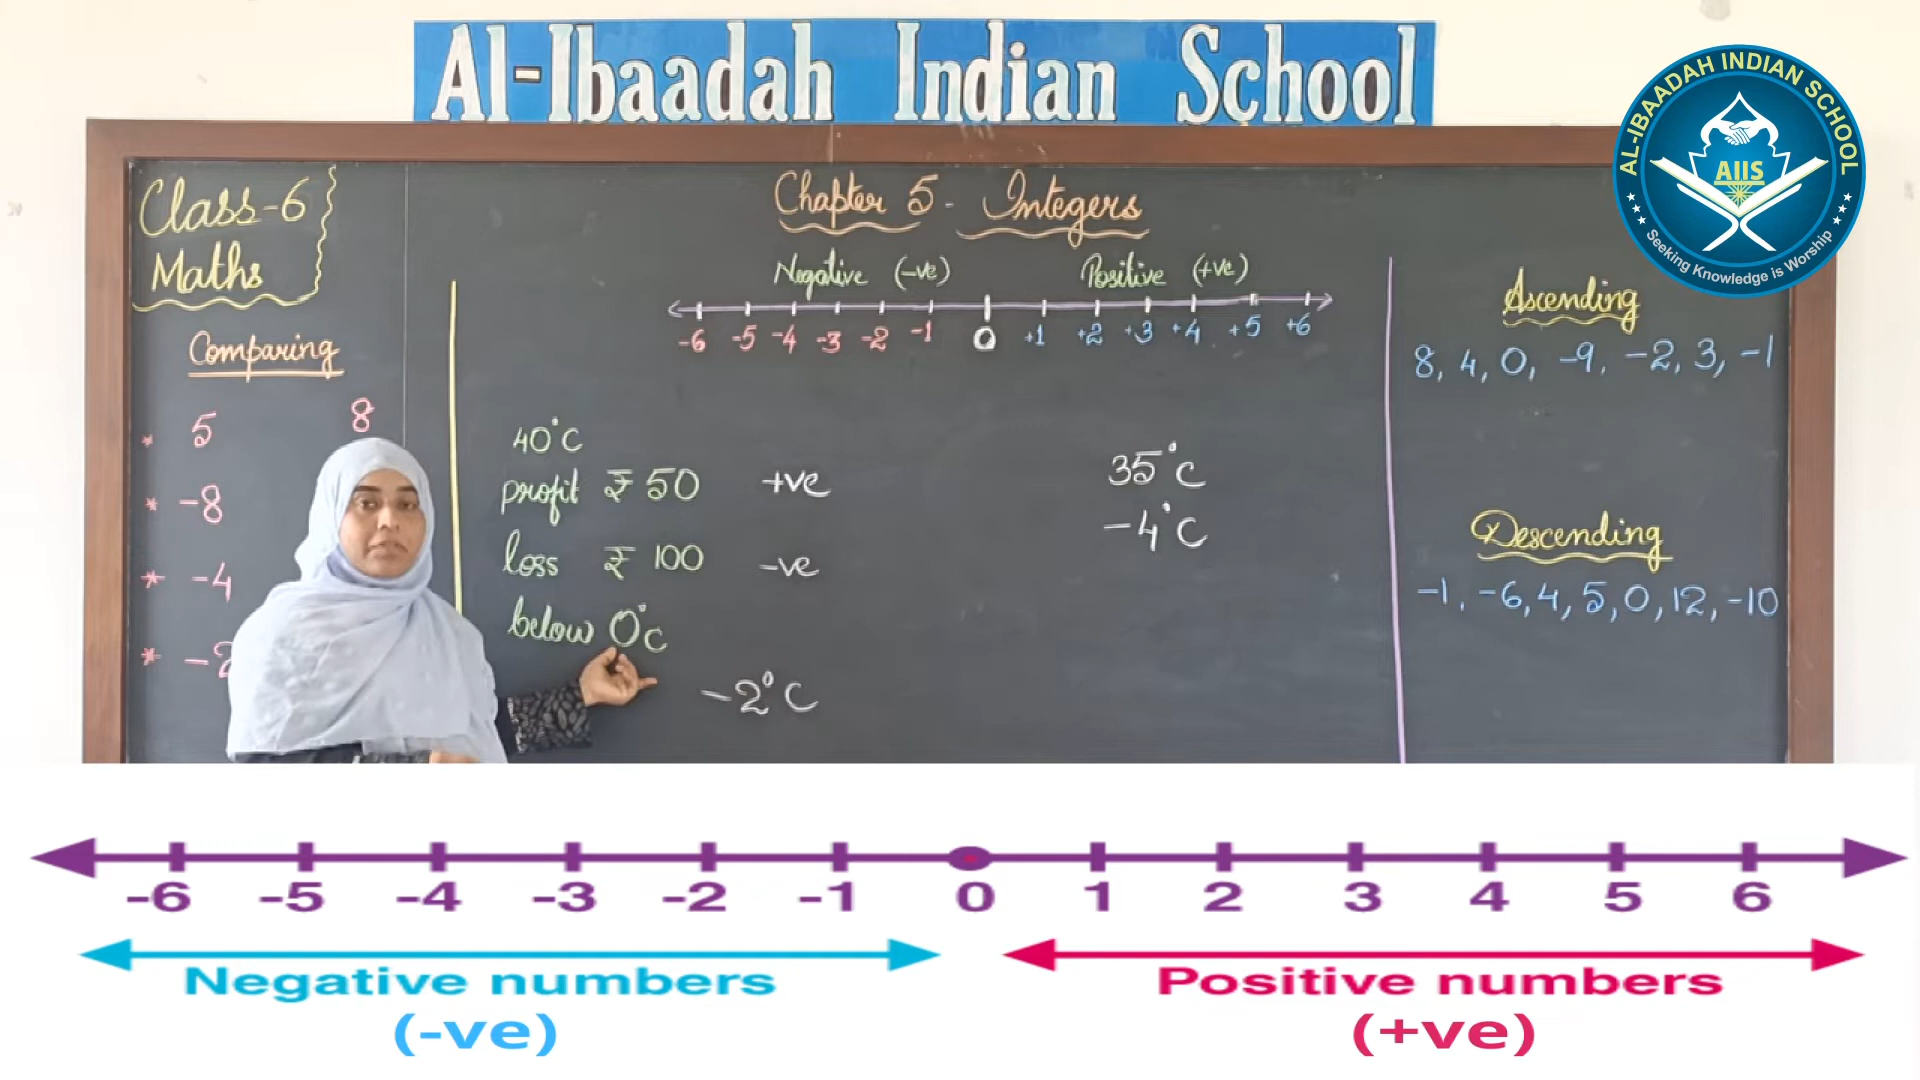 Al-Ibaadah Indian School
AL-IBAADAH INDIAN SCHOOL
AIIS
Seeking Knowledge is Worship
Class-6
Maths
Chapter 5 - Integers
Negative (-ve) Positive (+ve)
-6 -5 -4 -3 -2 -1 0 +1 +2 +3 +4 +5 +6
Comparing
* 5 8
* -8
* -4
* -2
40°C
profit ₹ 50 +ve
loss ₹ 100 -ve
below 0°C
-2°C
35°C
-4°C
Ascending
8, 4, 0, -9, -2, 3, -1
Descending
-1, -6, 4, 5, 0, 12, -10
-6 -5 -4 -3 -2 -1 0 1 2 3 4 5 6
Negative numbers Positive numbers
(-ve) (+ve)